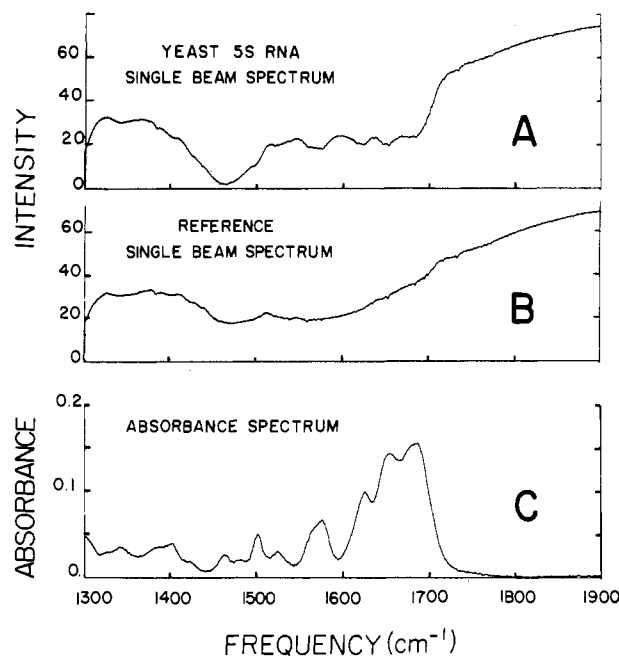 YEAST 5S RNA
SINGLE BEAM SPECTRUM
60
40
20
0
A
INTENSITY
REFERENCE
SINGLE BEAM SPECTRUM
60
40
20
0
B
ABSORBANCE SPECTRUM
0.2
0.1
0.
C
ABSORBANCE
1300 1400 1500 1600 1700 1800 1900
FREQUENCY (cm⁻¹)